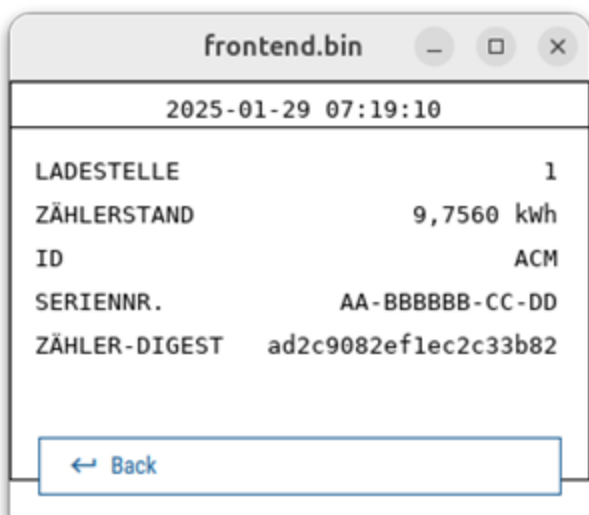 frontend.bin
2025-01-29 07:19:10
LADESTELLE 1
ZÄHLERSTAND 9,7560 kWh
ID ACM
SERIENNR. AA-BBBBBB-CC-DD
ZÄHLER-DIGEST ad2c9082ef1ec2c33b82
Back